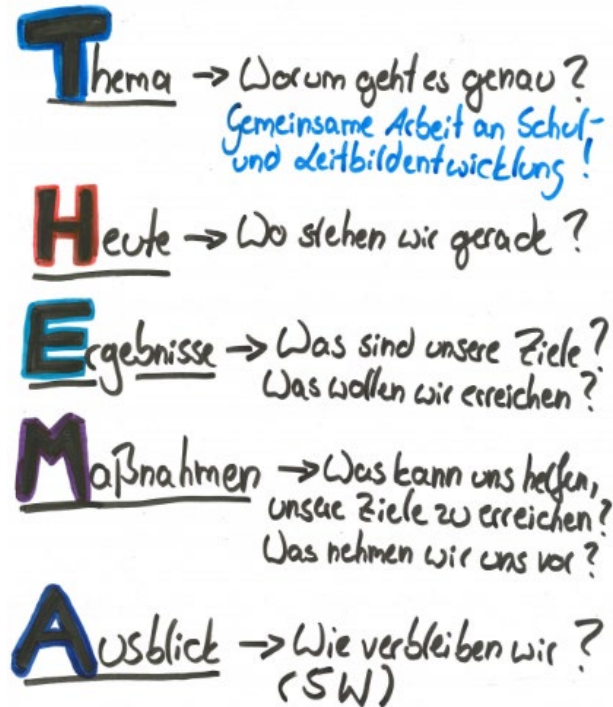 Thema → Worum geht es genau?
Gemeinsame Arbeit an Schul-
und Leitbildentwicklung!
Heute → Wo stehen wir gerade?
Ergebnisse → Was sind unsere Ziele?
Was wollen wir erreichen?
Maßnahmen → Was kann uns helfen,
unsere Ziele zu erreichen?
Was nehmen wir uns vor?
Ausblick → Wie verbleiben wir?
(5W)